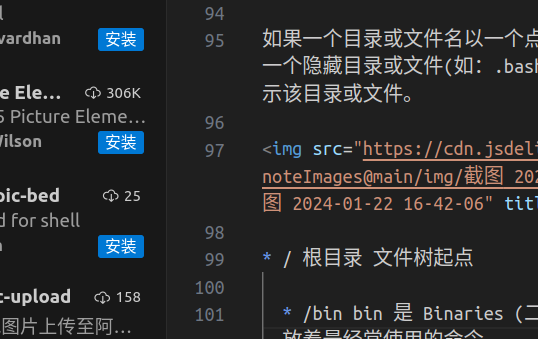 vardhan
安装
e Ele... 306K
5 Picture Eleme...
Wilson
安装
pic-bed 25
d for shell
安装
c-upload 158
图片上传至阿...
94
95 如果一个目录或文件名以一个点
一个隐藏目录或文件(如：.bash
示该目录或文件。
96
97 <img src="https://cdn.jsdeli
noteImages@main/img/截图 202
图 2024-01-22 16-42-06" titl
98
99 * / 根目录 文件树起点
100
101 * /bin bin 是 Binaries (二
放着最经常使用的命令